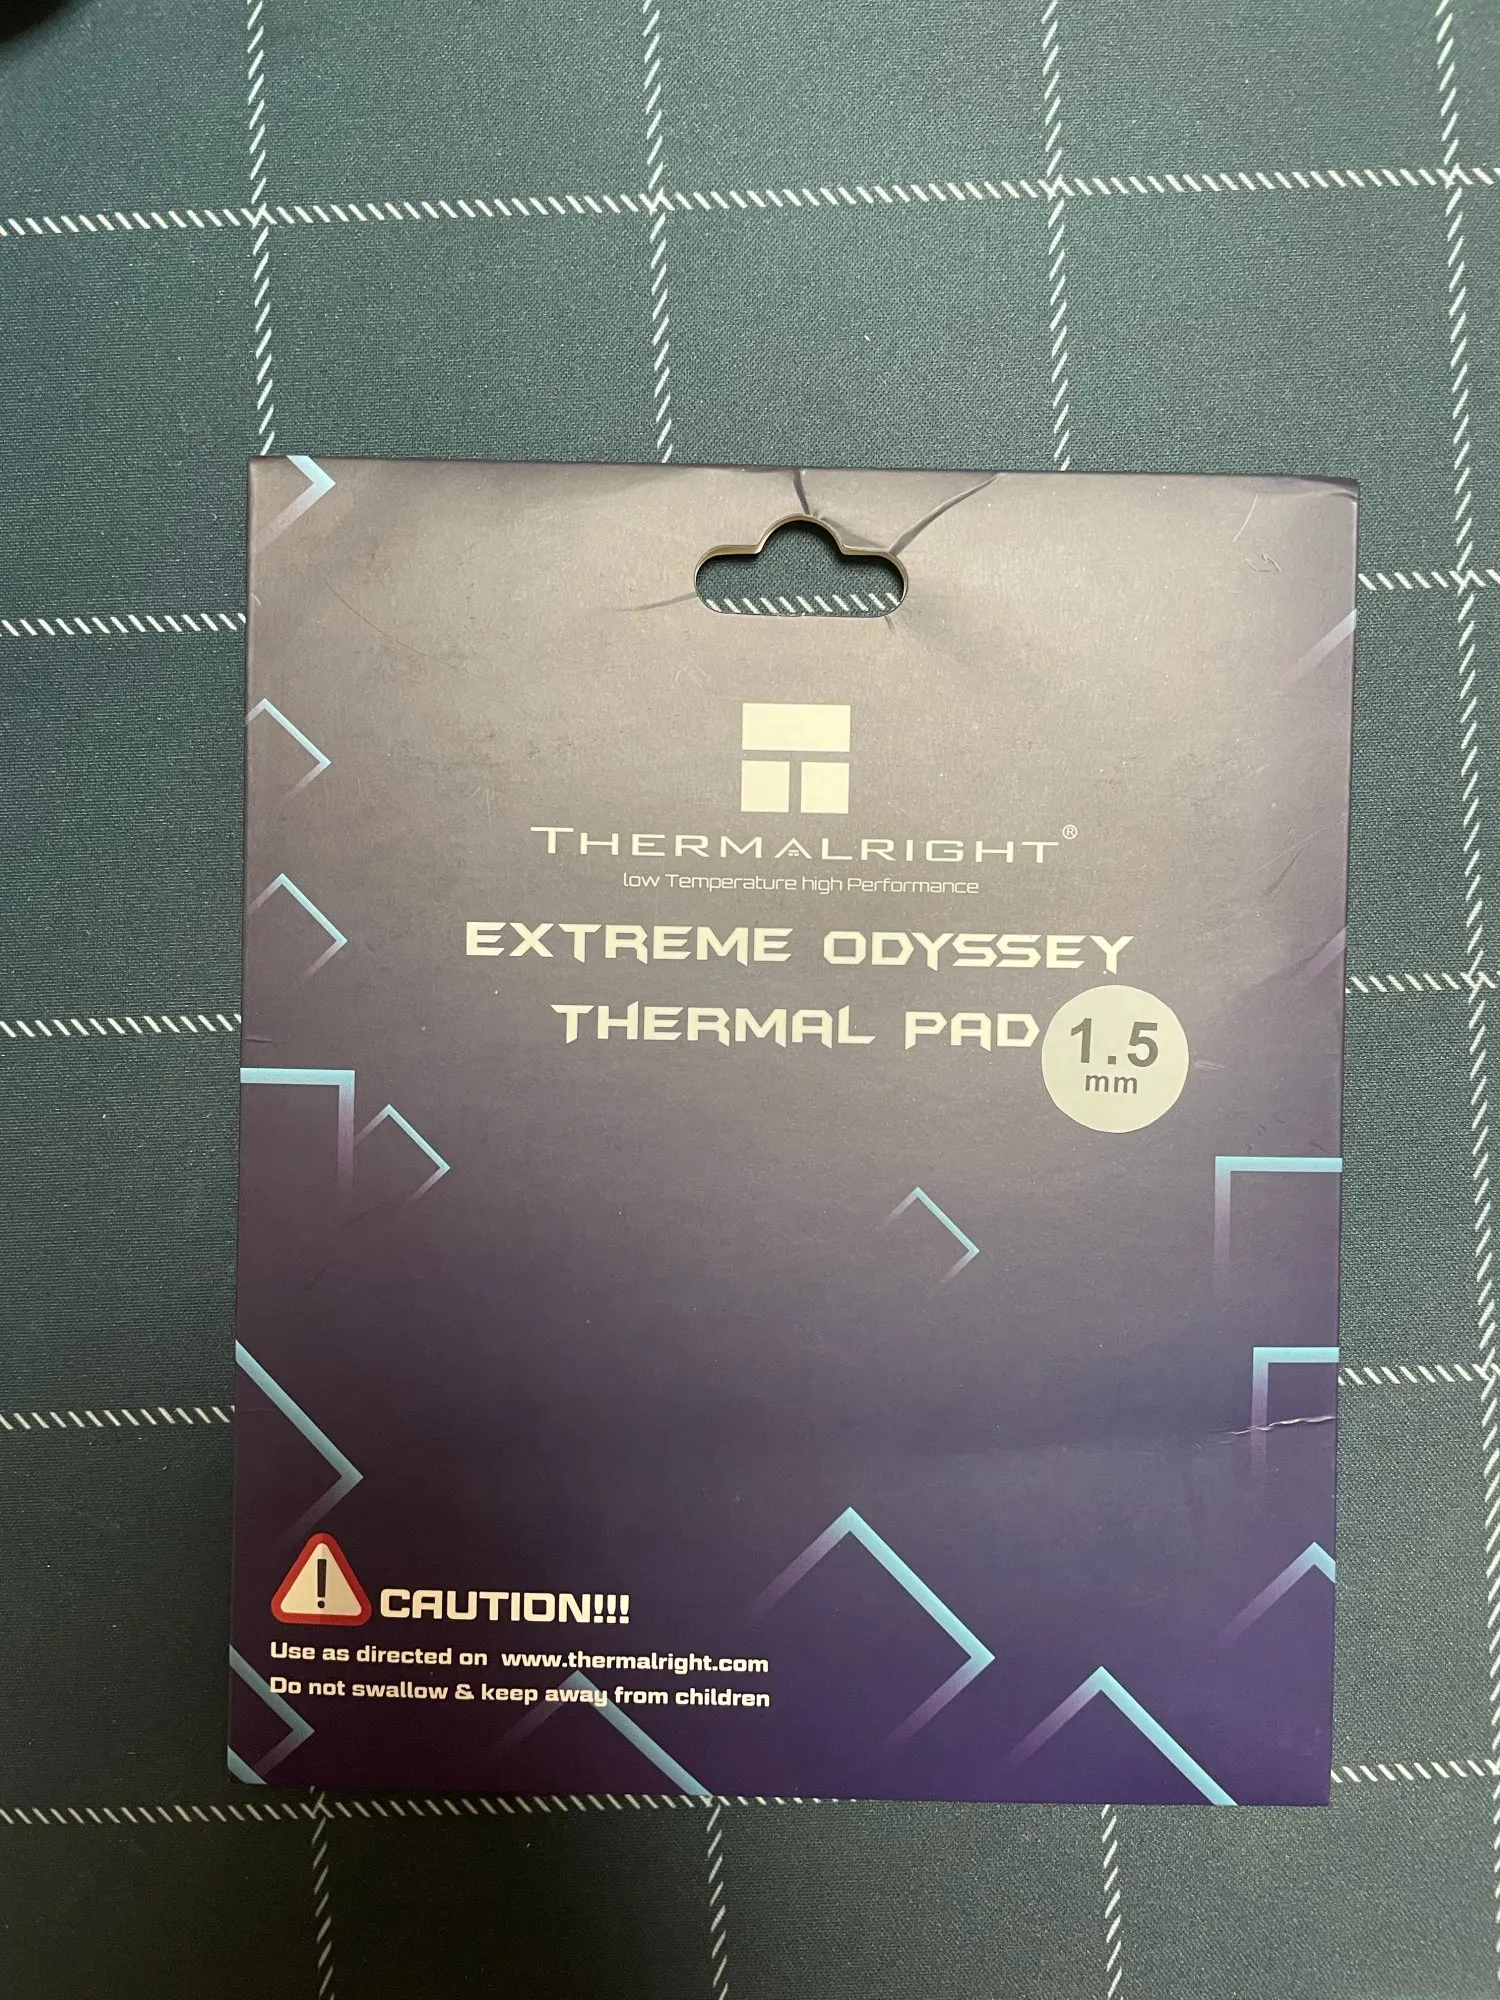 THERMALRIGHT®
low Temperature high Performance
EXTREME ODYSSEY
THERMAL PAD
1.5
mm
CAUTION!!!
Use as directed on www.thermalright.com
Do not swallow & keep away from children